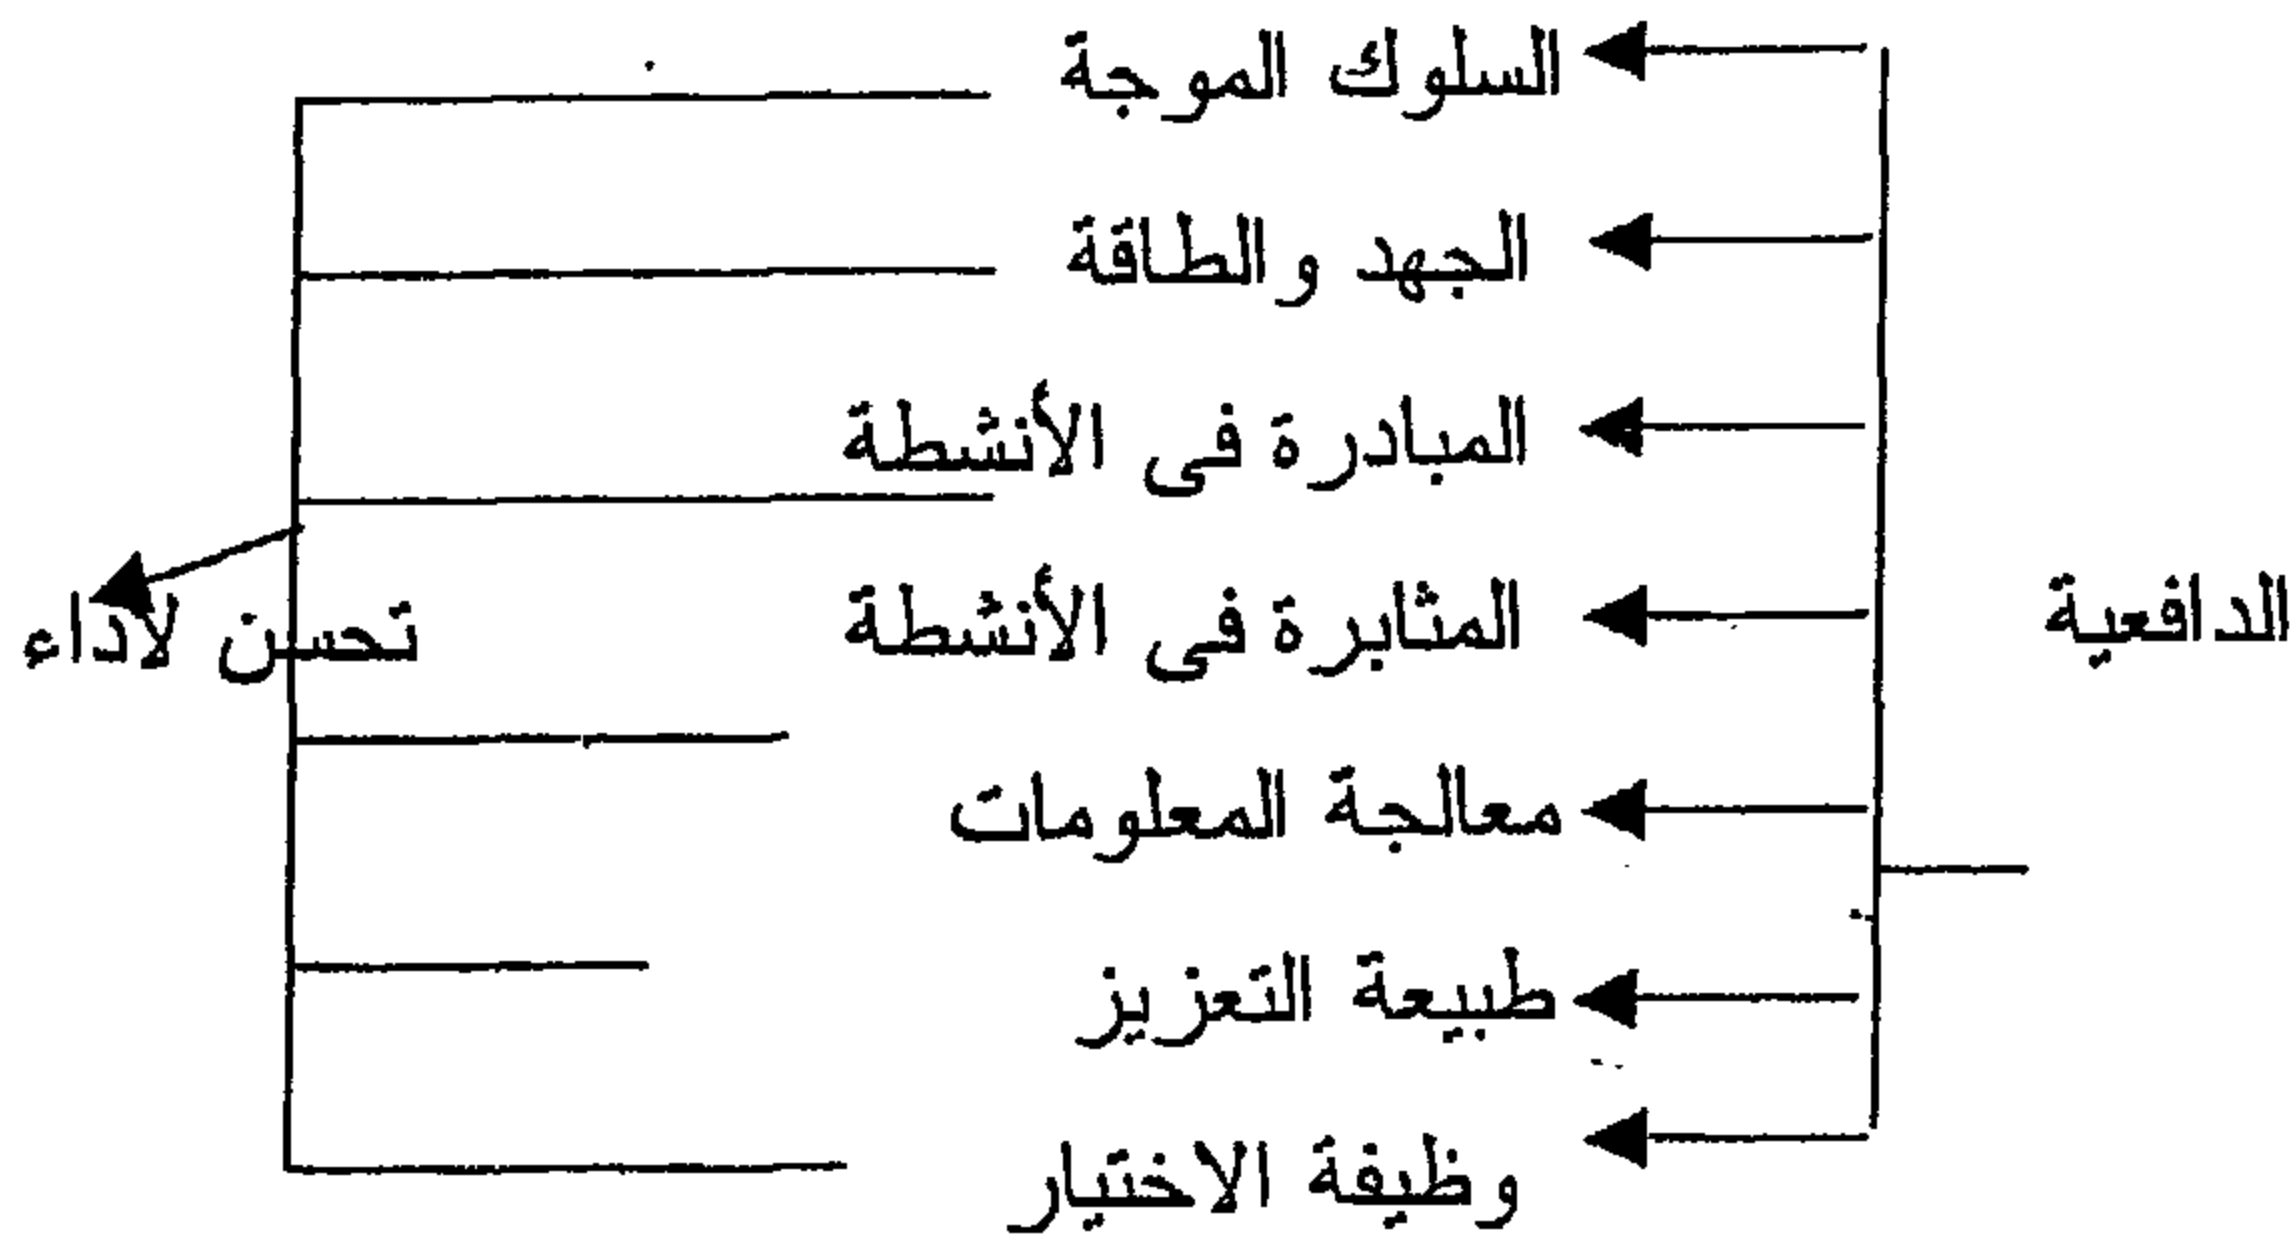 السلوك الموجة
الجهد والطاقة
المبادرة فى الأنشطة
الدافعية
المثابرة فى الأنشطة
تحسن لاداء
معالجة المعلومات
طبيعة التعزيز
وظيفة الاختيار